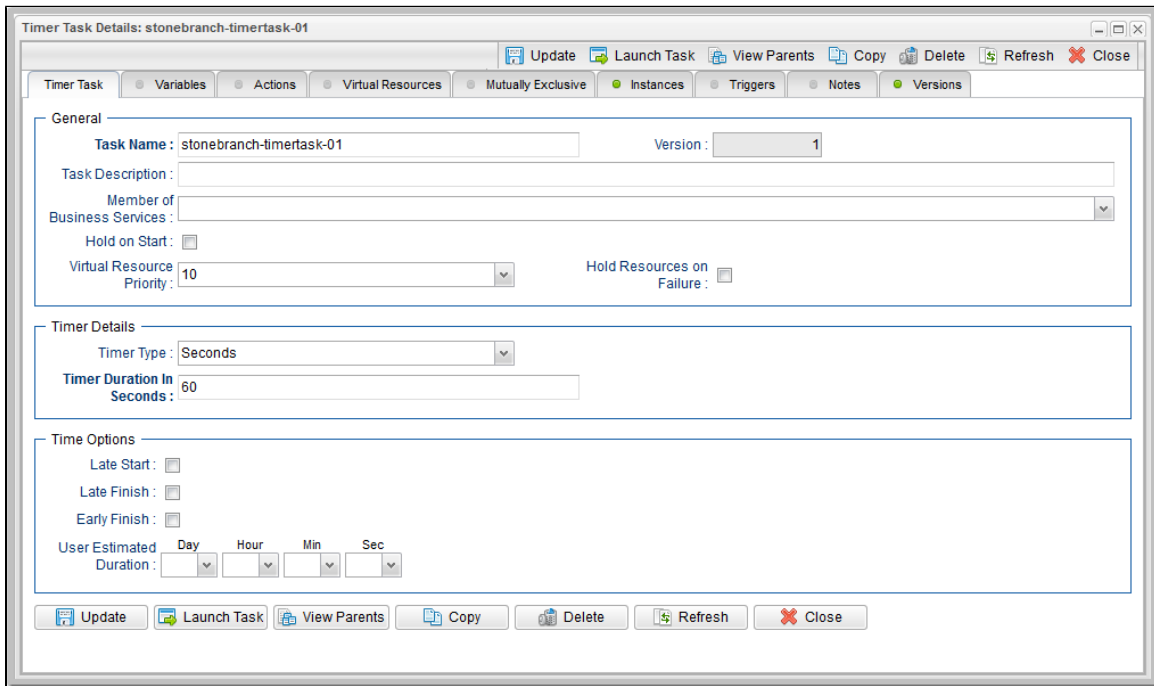 Timer Task Details: stonebranch-timertask-01
Update Launch Task View Parents Copy Delete Refresh Close
Timer Task Variables Actions Virtual Resources Mutually Exclusive Instances Triggers Notes Versions
General
Task Name : stonebranch-timertask-01 Version : 1
Task Description :
Member of
Business Services :
Hold on Start :
Virtual Resource
Priority : 10
Hold Resources on
Failure :
Timer Details
Timer Type : Seconds
Timer Duration In
Seconds : 60
Time Options
Late Start :
Late Finish :
Early Finish :
User Estimated
Duration :
Day Hour Min Sec
Update Launch Task View Parents Copy Delete Refresh Close